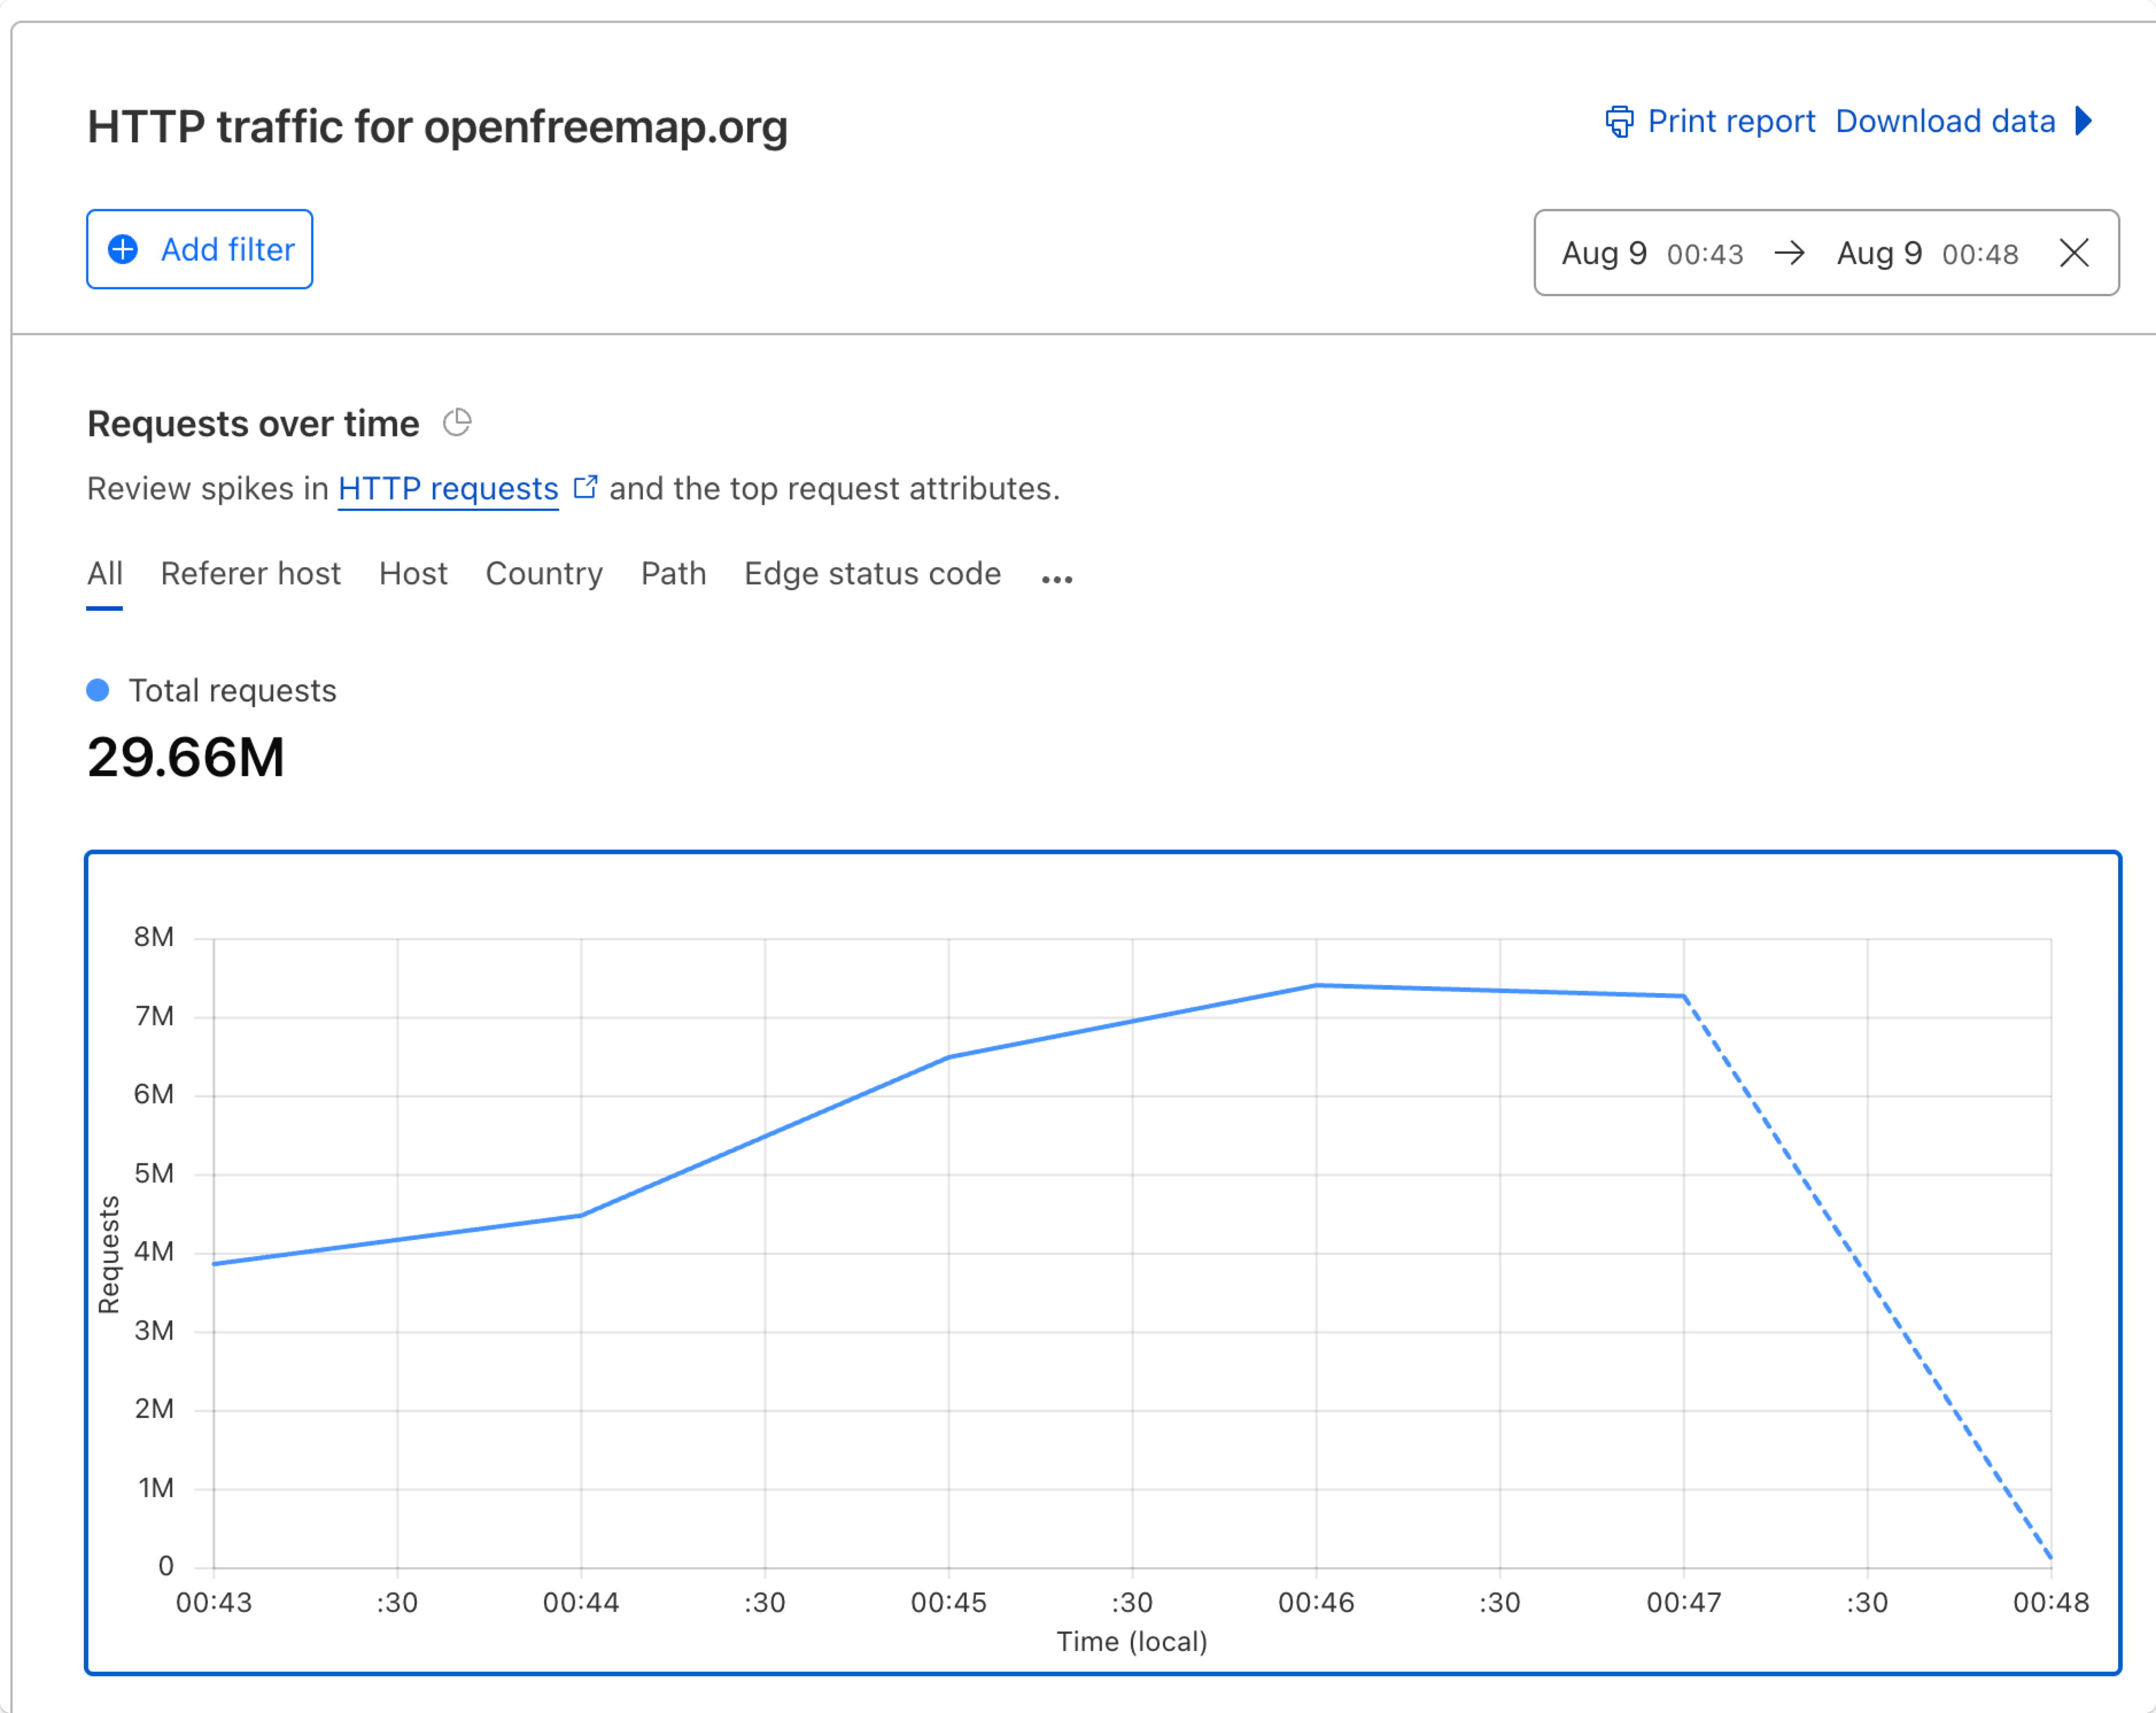 HTTP traffic for openfreemap.org
Print report Download data
Add filter
Aug 9 00:43 → Aug 9 00:48
Requests over time
Review spikes in HTTP requests and the top request attributes.
All Referer host Host Country Path Edge status code •••
Total requests
29.66M
8M
7M
6M
5M
4M
3M
2M
1M
0
Requests
00:43 :30 00:44 :30 00:45 :30 00:46 :30 00:47 :30 00:48
Time (local)